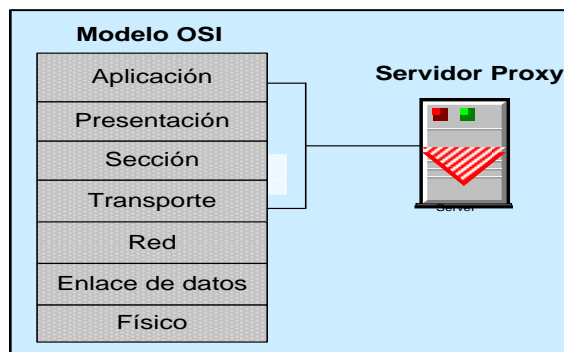 Modelo OSI
Aplicación
Presentación
Sección
Transporte
Red
Enlace de datos
Físico
Servidor Proxy
Server